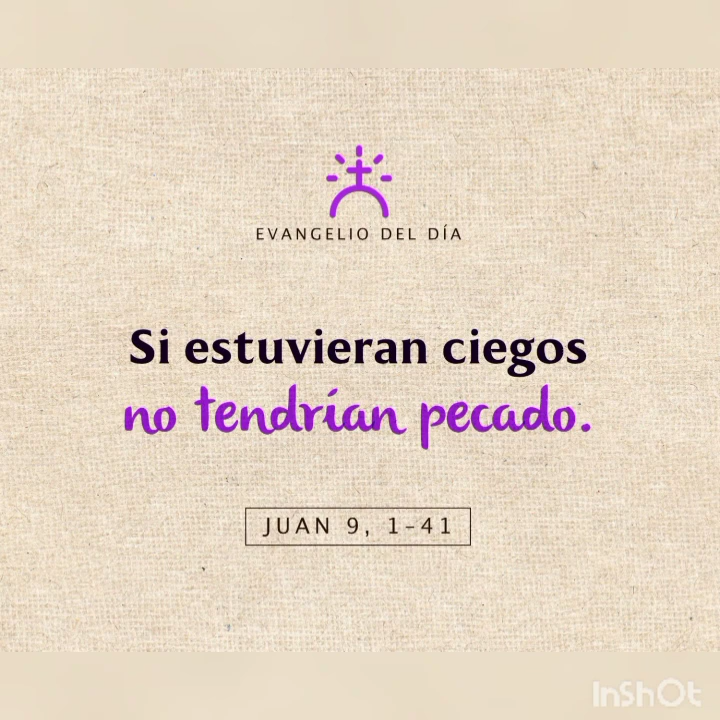 EVANGELIO DEL DÍA
Si estuvieran ciegos
no tendrían pecado.
JUAN 9, 1-41
InShOt